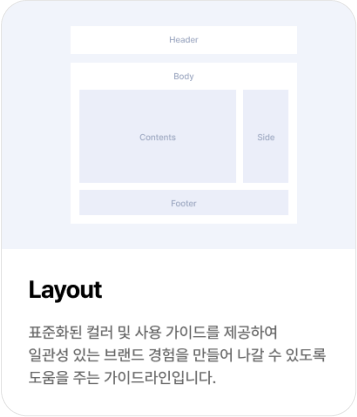 Header
Body
Contents
Side
Footer
Layout
표준화된 컬러 및 사용 가이드를 제공하여
일관성 있는 브랜드 경험을 만들어 나갈 수 있도록
도움을 주는 가이드라인입니다.